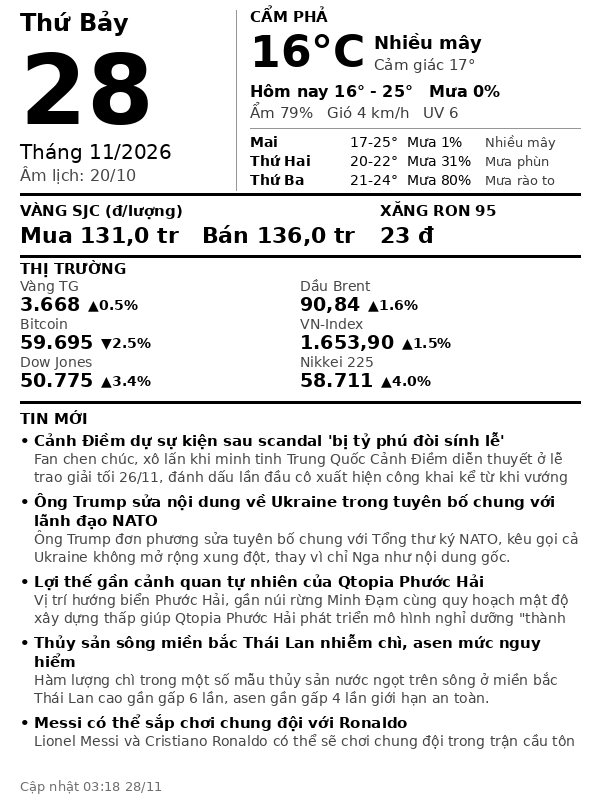 Thứ Bảy
28
Tháng 11/2026
Âm lịch: 20/10
CẨM PHẢ
16°C Nhiều mây
Cảm giác 17°
Hôm nay 16° - 25° Mưa 0%
Ẩm 79% Gió 4 km/h UV 6
Mai 17-25° Mưa 1% Nhiều mây
Thứ Hai 20-22° Mưa 31% Mưa phùn
Thứ Ba 21-24° Mưa 80% Mưa rào to
VÀNG SJC (đ/lượng)
Mua 131,0 tr Bán 136,0 tr
XĂNG RON 95
23 đ
THỊ TRƯỜNG
Vàng TG
3.668 ▲0.5%
Dầu Brent
90,84 ▲1.6%
Bitcoin
59.695 ▼2.5%
VN-Index
1.653,90 ▲1.5%
Dow Jones
50.775 ▲3.4%
Nikkei 225
58.711 ▲4.0%
TIN MỚI
• Cảnh Điềm dự sự kiện sau scandal 'bị tỷ phú đòi sính lễ'
Fan chen chúc, xô lấn khi minh tinh Trung Quốc Cảnh Điềm diễn thuyết ở lễ
trao giải tối 26/11, đánh dấu lần đầu cô xuất hiện công khai kể từ khi vướng
• Ông Trump sửa nội dung về Ukraine trong tuyên bố chung với
lãnh đạo NATO
Ông Trump đơn phương sửa tuyên bố chung với Tổng thư ký NATO, kêu gọi cả
Ukraine không mở rộng xung đột, thay vì chỉ Nga như nội dung gốc.
• Lợi thế gần cảnh quan tự nhiên của Qtopia Phước Hải
Vị trí hướng biển Phước Hải, gần núi rừng Minh Đạm cùng quy hoạch mật độ
xây dựng thấp giúp Qtopia Phước Hải phát triển mô hình nghỉ dưỡng "thành
• Thủy sản sông miền bắc Thái Lan nhiễm chì, asen mức nguy
hiểm
Hàm lượng chì trong một số mẫu thủy sản nước ngọt trên sông ở miền bắc
Thái Lan cao gần gấp 6 lần, asen gần gấp 4 lần giới hạn an toàn.
• Messi có thể sắp chơi chung đội với Ronaldo
Lionel Messi và Cristiano Ronaldo có thể sẽ chơi chung đội trong trận cầu tôn
Cập nhật 03:18 28/11